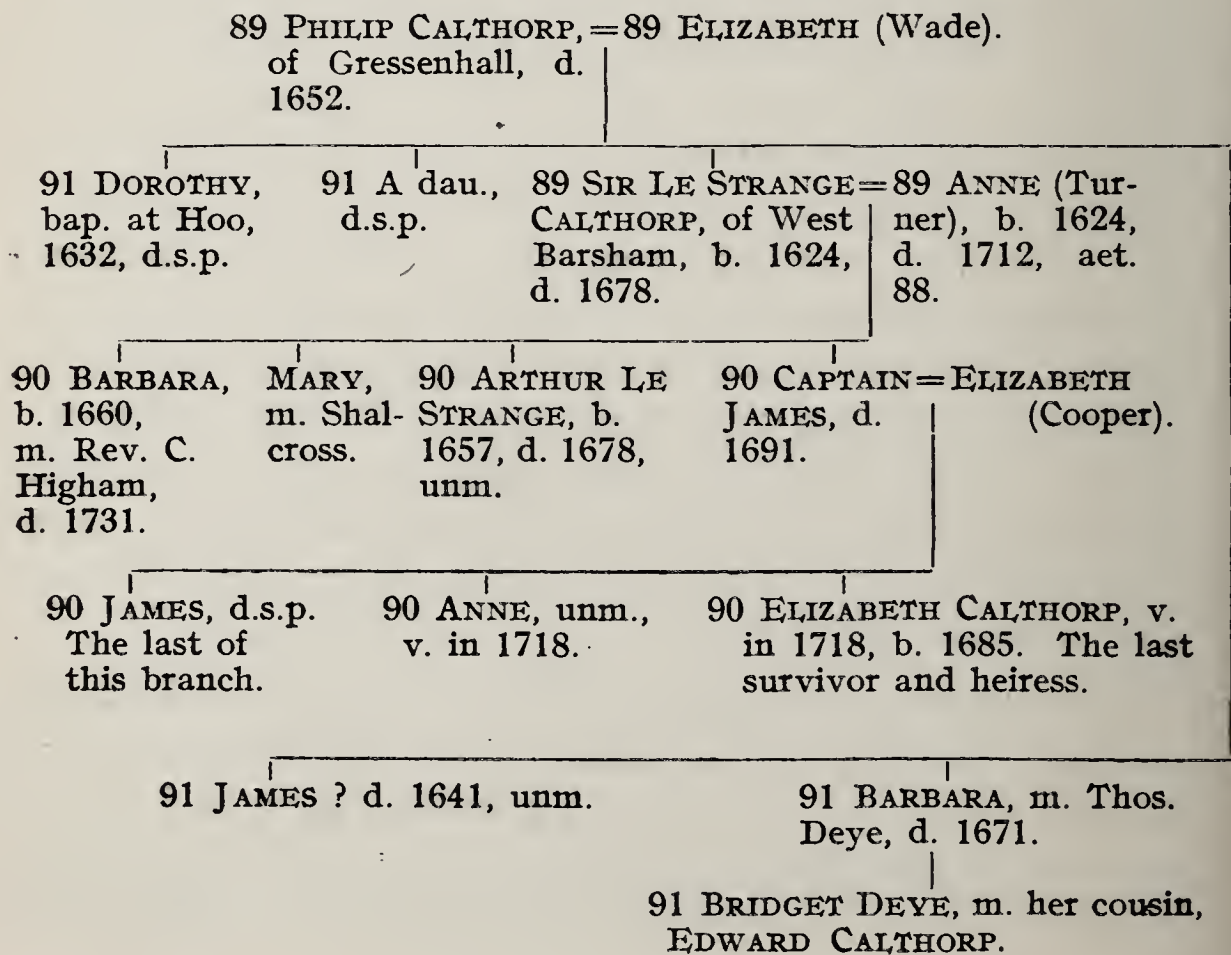 89 PHILIP CALTHORP, = 89 ELIZABETH (Wade).
of Gressenhall, d.
1652.
91 DOROTHY,
bap. at Hoo,
1632, d.s.p.
91 A dau.,
d.s.p.
89 SIR LE STRANGE
CALTHORP, of West
Barsham, b. 1624,
d. 1678.
= 89 ANNE (Tur-
ner), b. 1624,
d. 1712, aet.
88.
90 BARBARA,
b. 1660,
m. Rev. C.
Higham,
d. 1731.
MARY,
m. Shal-
cross.
90 ARTHUR LE
STRANGE, b.
1657, d. 1678,
unm.
90 CAPTAIN
JAMES, d.
1691.
= ELIZABETH
(Cooper).
90 JAMES, d.s.p.
The last of
this branch.
90 ANNE, unm.,
v. in 1718.
90 ELIZABETH CALTHORP, v.
in 1718, b. 1685. The last
survivor and heiress.
91 JAMES ? d. 1641, unm.
91 BARBARA, m. Thos.
Deye, d. 1671.
91 BRIDGET DEYE, m. her cousin,
EDWARD CALTHORP.